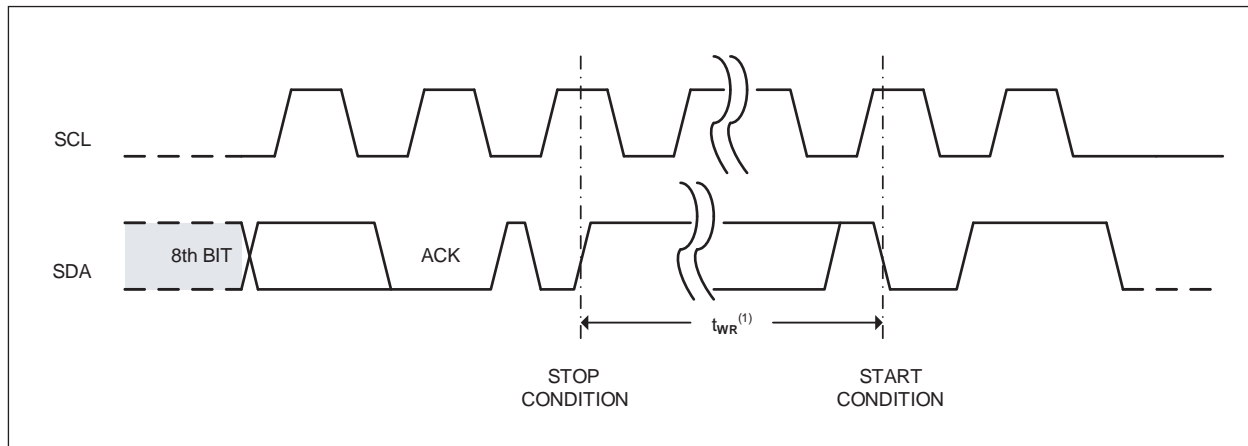 SCL
8th BIT
ACK
SDA
tWR(1)
STOP
CONDITION
START
CONDITION